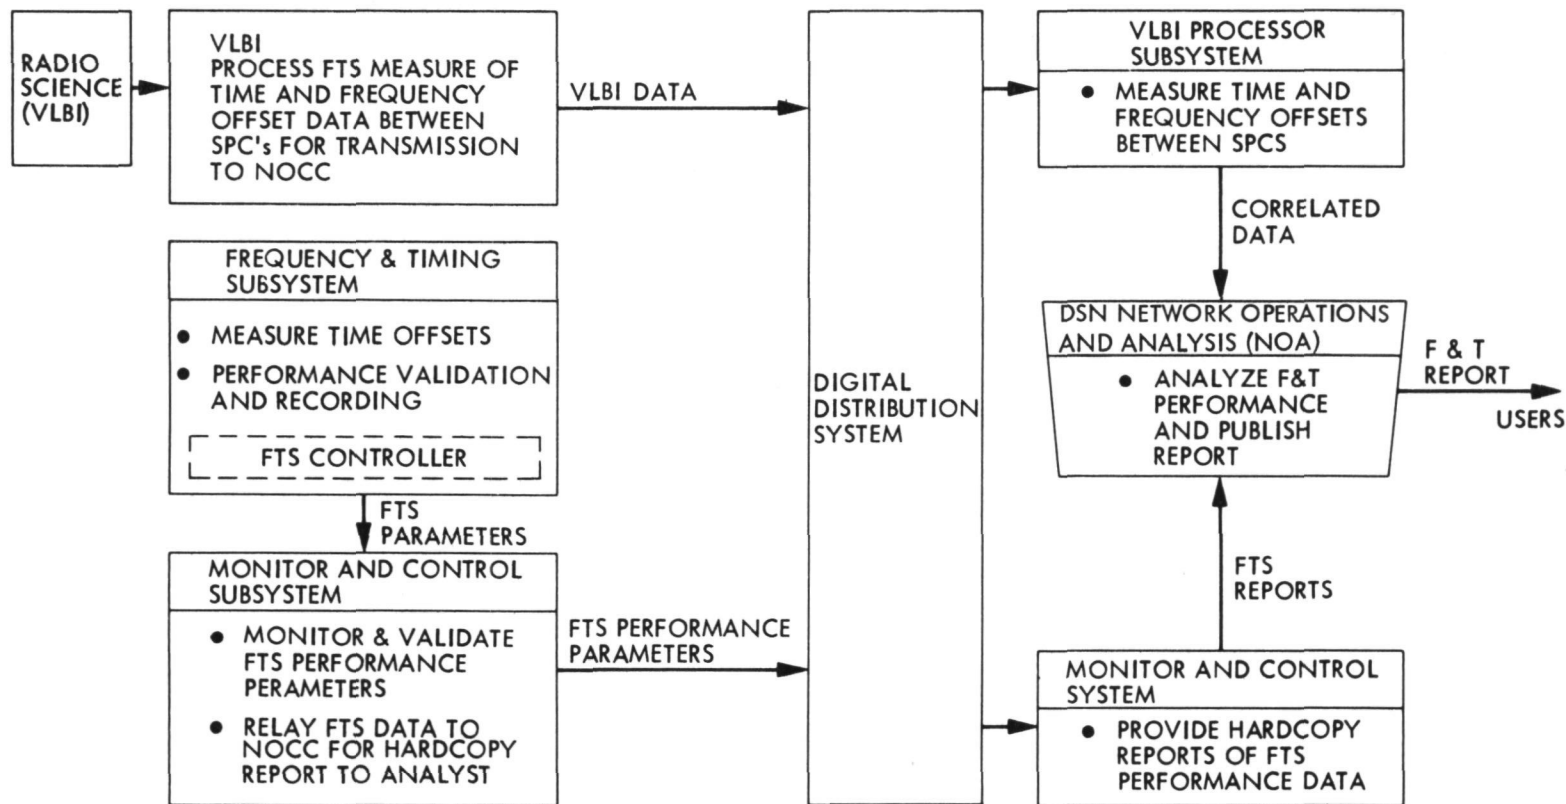 RADIO
SCIENCE
(VLBI)
VLBI
PROCESS FTS MEASURE OF
TIME AND FREQUENCY
OFFSET DATA BETWEEN
SPC's FOR TRANSMISSION
TO NOCC
VLBI DATA
FREQUENCY & TIMING
SUBSYSTEM
• MEASURE TIME OFFSETS
• PERFORMANCE VALIDATION
AND RECORDING
FTS CONTROLLER
FTS
PARAMETERS
MONITOR AND CONTROL
SUBSYSTEM
• MONITOR & VALIDATE
FTS PERFORMANCE
PERAMETERS
• RELAY FTS DATA TO
NOCC FOR HARDCOPY
REPORT TO ANALYST
FTS PERFORMANCE
PARAMETERS
DIGITAL
DISTRIBUTION
SYSTEM
VLBI PROCESSOR
SUBSYSTEM
• MEASURE TIME AND
FREQUENCY OFFSETS
BETWEEN SPCS
CORRELATED
DATA
DSN NETWORK OPERATIONS
AND ANALYSIS (NOA)
• ANALYZE F&T
PERFORMANCE
AND PUBLISH
REPORT
F & T
REPORT
USERS
FTS
REPORTS
MONITOR AND CONTROL
SYSTEM
• PROVIDE HARDCOPY
REPORTS OF FTS
PERFORMANCE DATA